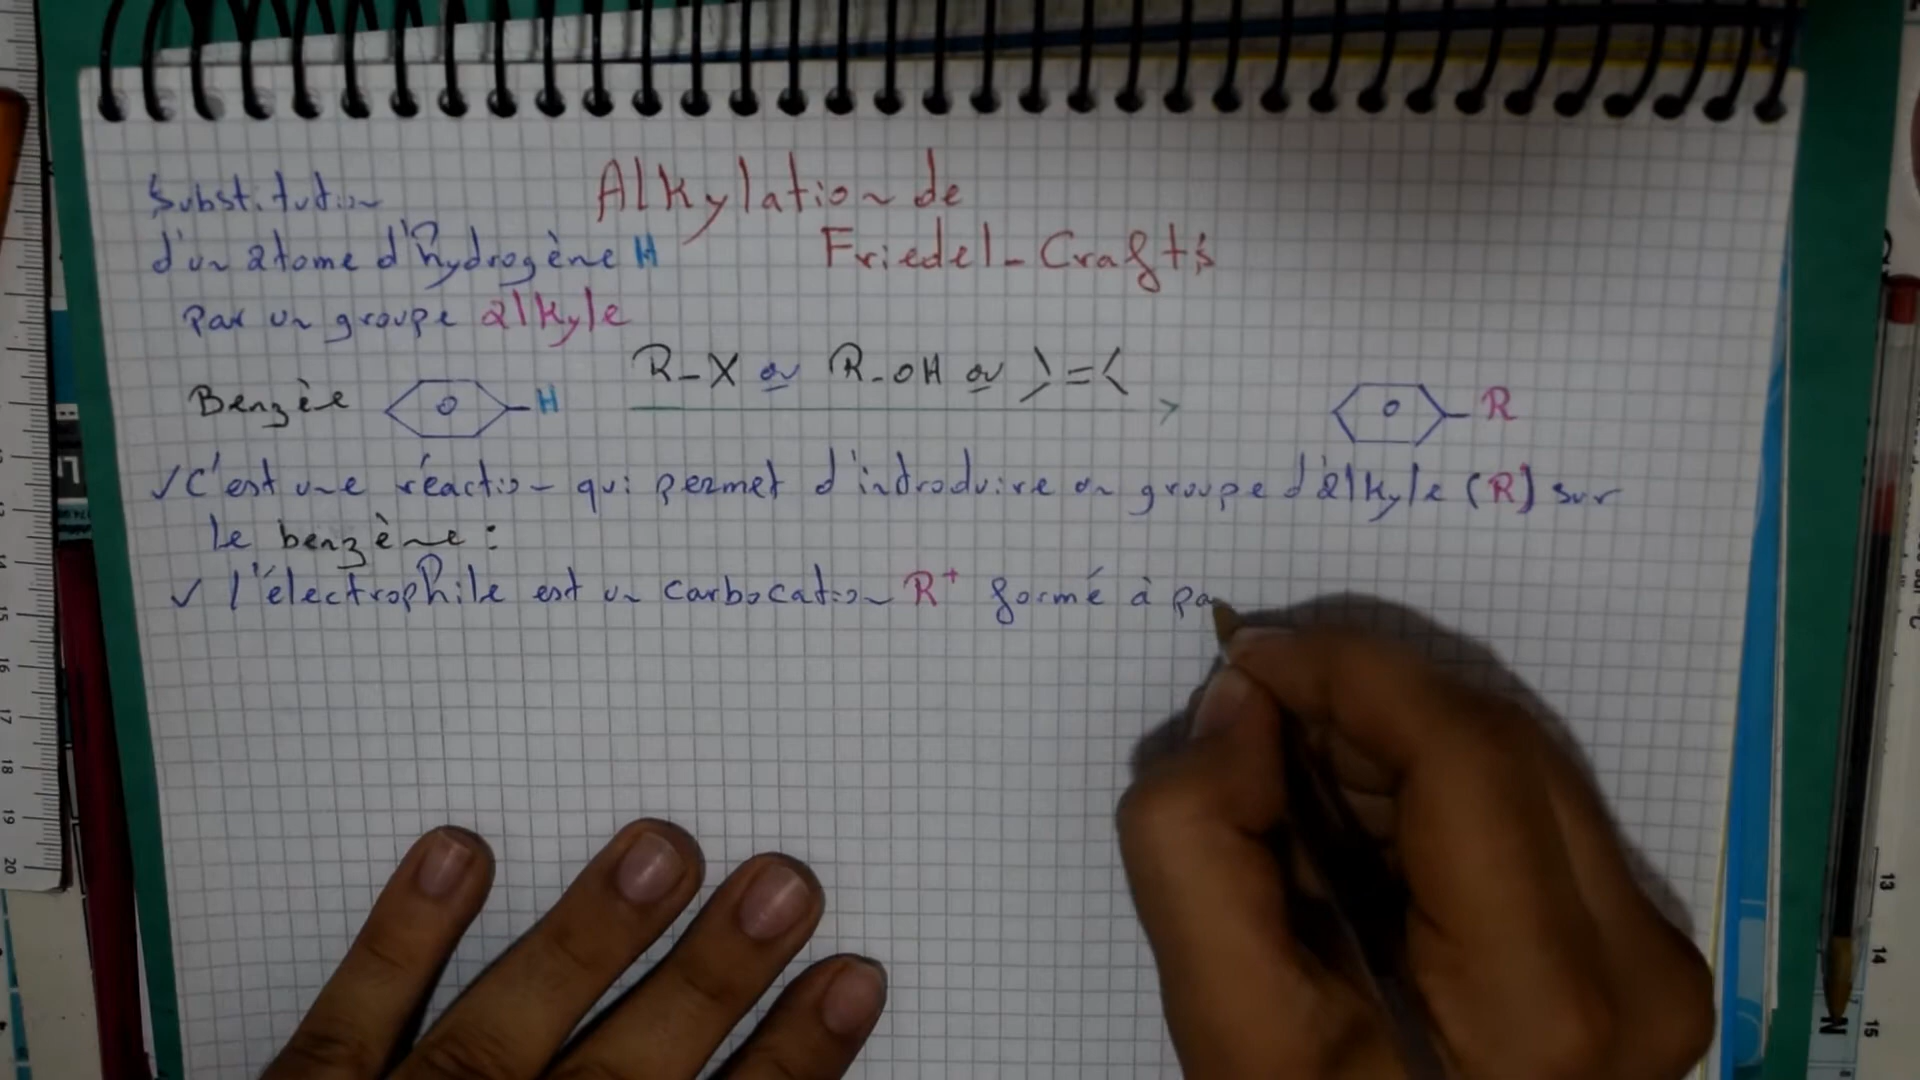 Alkylation de
Friedel-Crafts
Substitution
d'un atome d'hydrogène H
par un groupe alkyle
R-X ou R-OH ou >=<
Benzèe -H
-R
✓ C'est une réaction qui permet d'introduire un groupe d'alkyle (R) sur
le benzène :
✓ l'électrophile est un carbocation R⁺ formé à pa